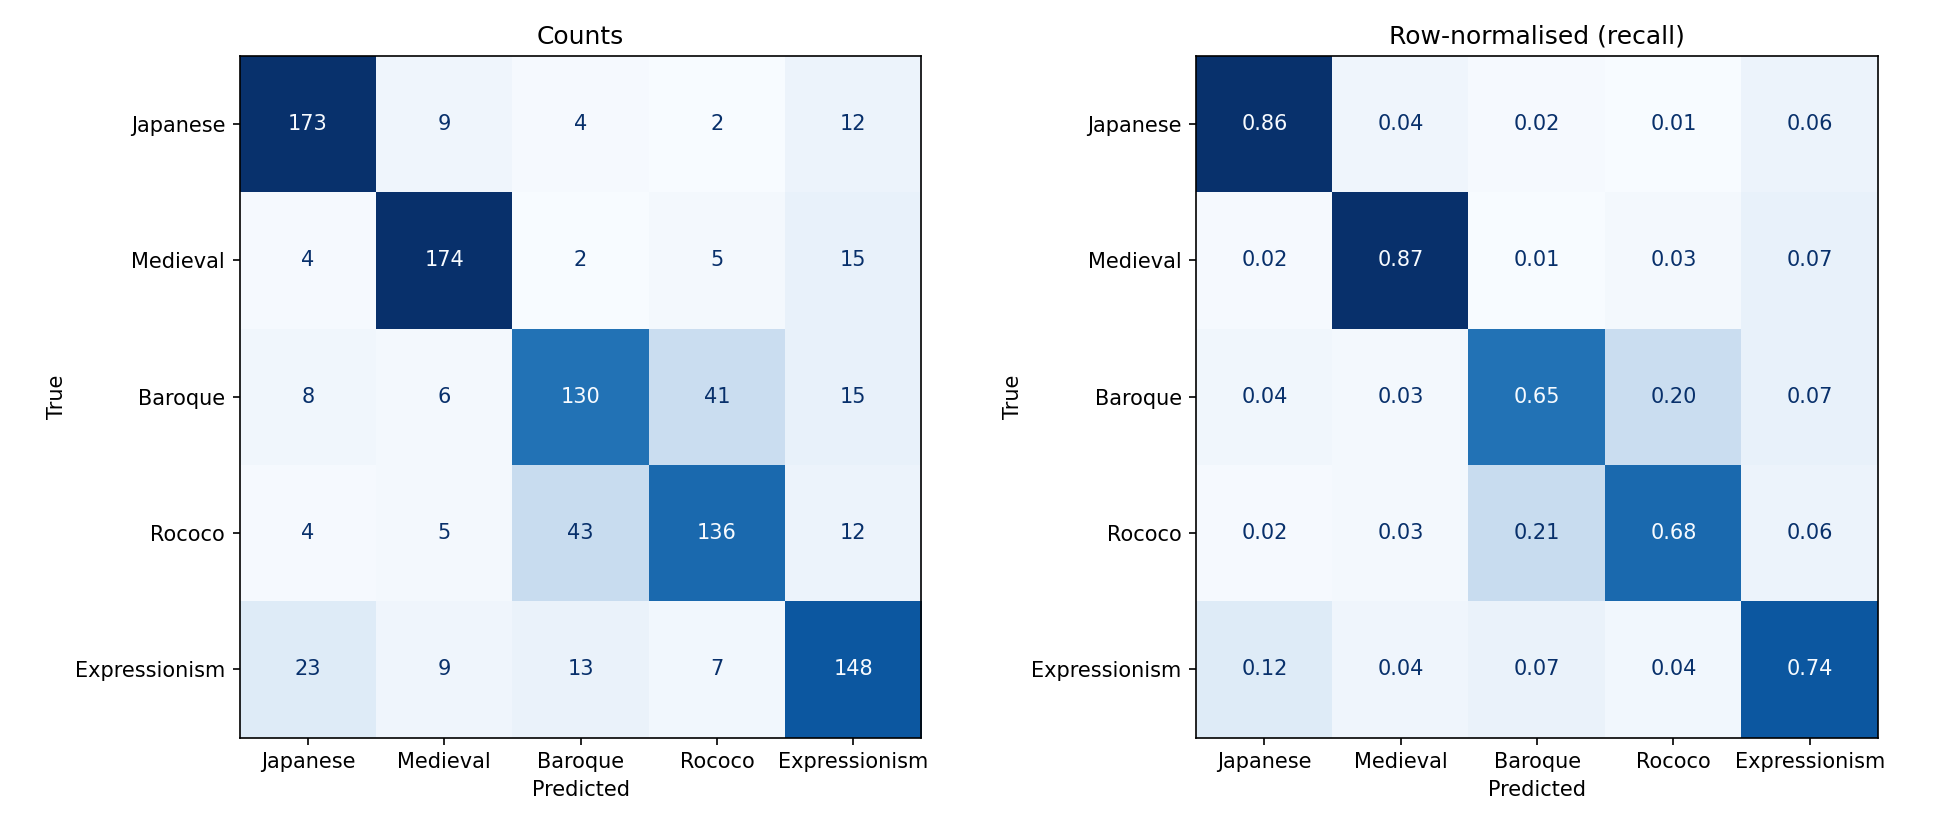 Counts
Japanese 173 9 4 2 12
Medieval 4 174 2 5 15
Baroque 8 6 130 41 15
Rococo 4 5 43 136 12
Expressionism 23 9 13 7 148
Japanese Medieval Baroque Rococo Expressionism
Predicted
True
Row-normalised (recall)
Japanese 0.86 0.04 0.02 0.01 0.06
Medieval 0.02 0.87 0.01 0.03 0.07
Baroque 0.04 0.03 0.65 0.20 0.07
Rococo 0.02 0.03 0.21 0.68 0.06
Expressionism 0.12 0.04 0.07 0.04 0.74
Japanese Medieval Baroque Rococo Expressionism
Predicted
True